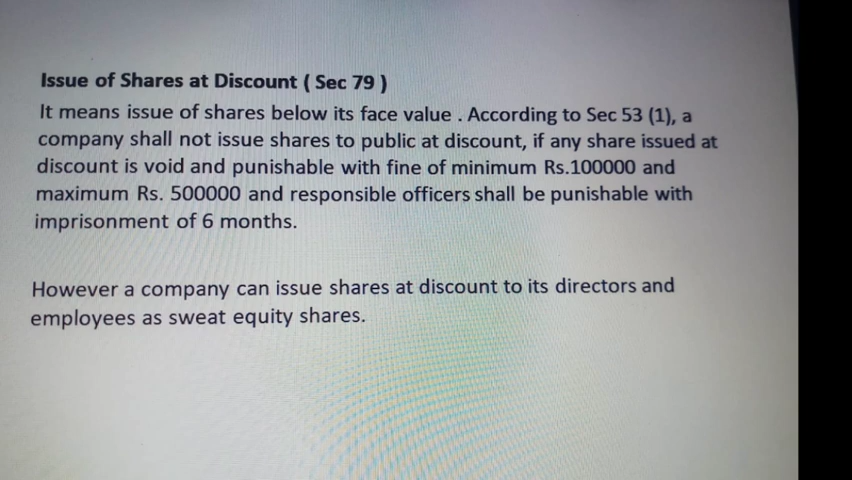 Issue of Shares at Discount ( Sec 79 )
It means issue of shares below its face value . According to Sec 53 (1), a
company shall not issue shares to public at discount, if any share issued at
discount is void and punishable with fine of minimum Rs.100000 and
maximum Rs. 500000 and responsible officers shall be punishable with
imprisonment of 6 months.
However a company can issue shares at discount to its directors and
employees as sweat equity shares.